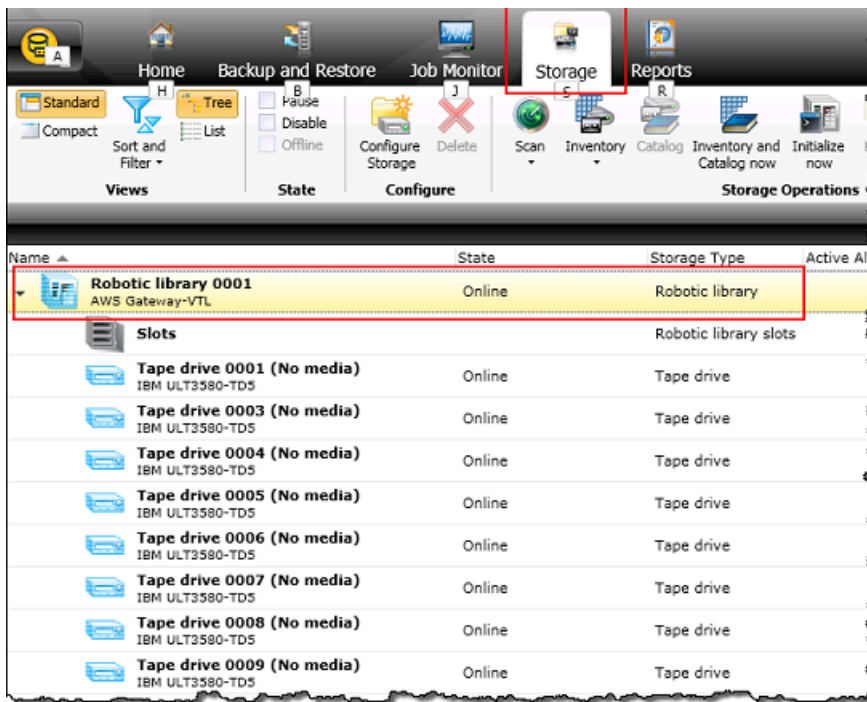 A
Home
Backup and Restore
Job Monitor
Storage
Reports
H
B
J
S
R
Standard
Compact
Sort and
Filter
Tree
List
Views
Pause
Disable
Offline
State
Configure
Storage
Delete
Configure
Scan
Inventory
Catalog
Inventory and
Catalog now
Initialize
now
Storage Operations
Name State Storage Type Active Al
Robotic library 0001
AWS Gateway-VTL
Online Robotic library
Slots Robotic library slots
Tape drive 0001 (No media)
IBM ULT3580-TD5
Online Tape drive
Tape drive 0003 (No media)
IBM ULT3580-TD5
Online Tape drive
Tape drive 0004 (No media)
IBM ULT3580-TD5
Online Tape drive
Tape drive 0005 (No media)
IBM ULT3580-TD5
Online Tape drive
Tape drive 0006 (No media)
IBM ULT3580-TD5
Online Tape drive
Tape drive 0007 (No media)
IBM ULT3580-TD5
Online Tape drive
Tape drive 0008 (No media)
IBM ULT3580-TD5
Online Tape drive
Tape drive 0009 (No media)
IBM ULT3580-TD5
Online Tape drive